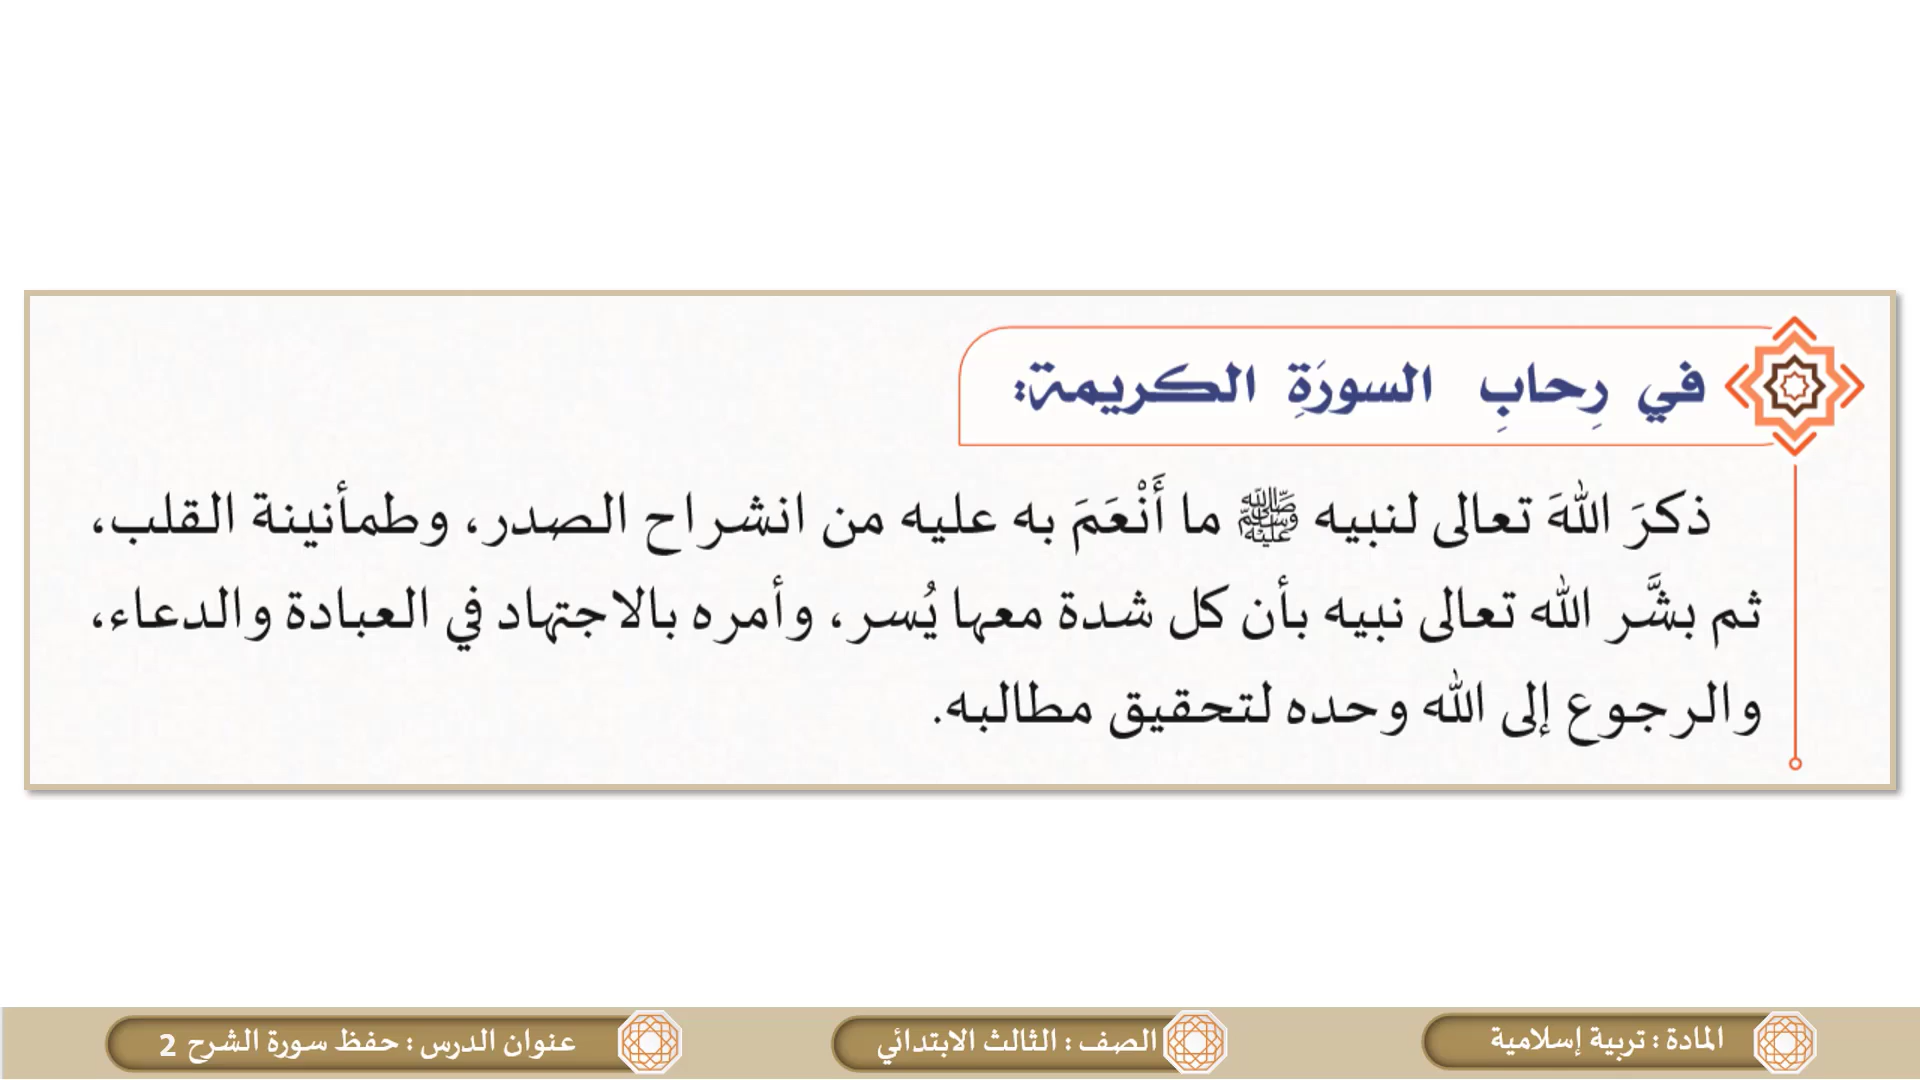 في رِحابِ السورَةِ الكريمة:
ذكرَ اللهَ تعالى لنبيه ﷺ ما أَنْعَمَ به عليه من انشراح الصدر، وطمأنينة القلب،
ثم بشَّر الله تعالى نبيه بأن كل شدة معها يُسر، وأمره بالاجتهاد في العبادة والدعاء،
والرجوع إلى الله وحده لتحقيق مطالبه.
المادة : تربية إسلامية
الصف : الثالث الابتدائي
عنوان الدرس : حفظ سورة الشرح 2